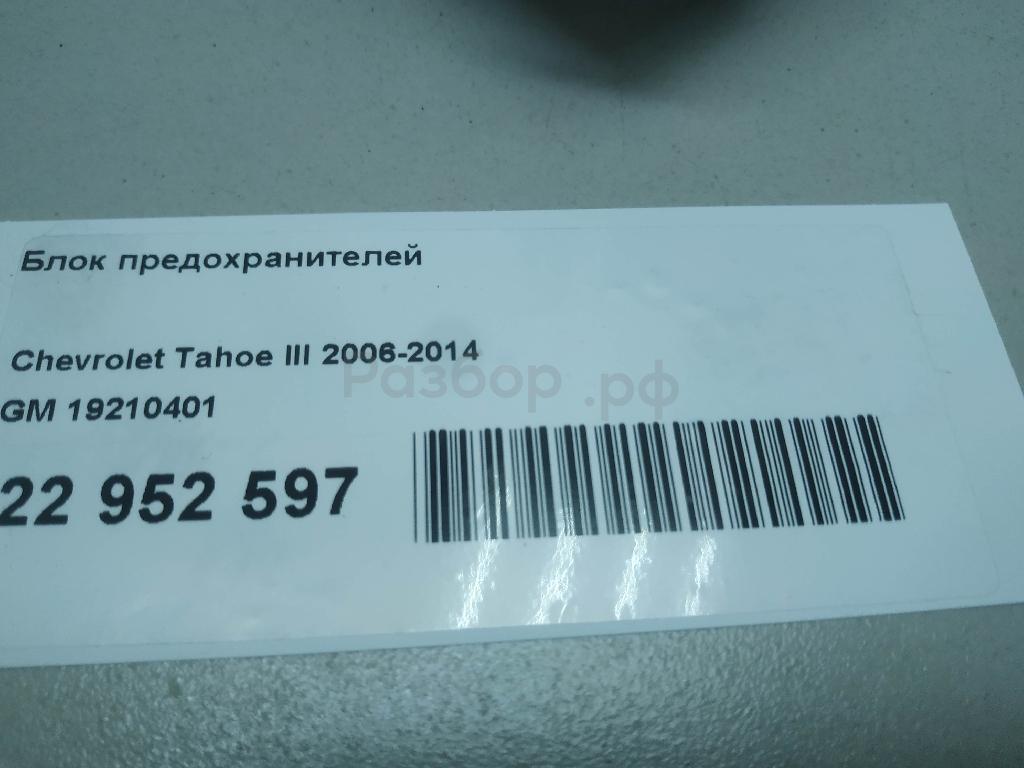 Блок предохранителей
Chevrolet Tahoe III 2006-2014
Разбор.рф
GM 19210401
22 952 597